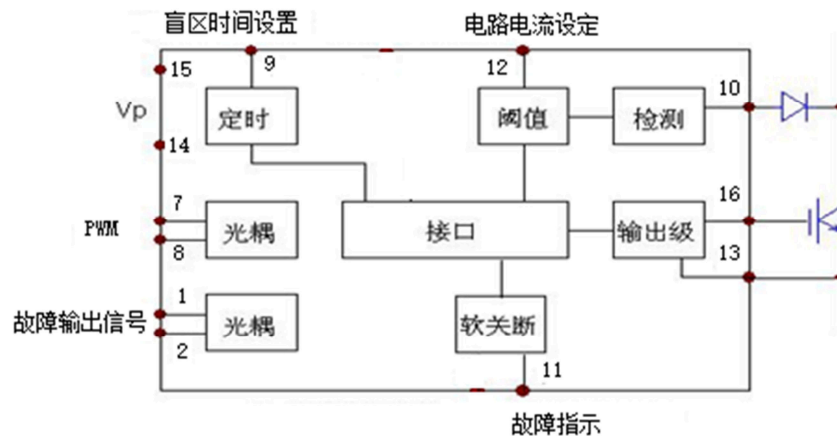 盲区时间设置
电路电流设定
9
12
15
10
Vp
定时
阈值
检测
14
7
16
PWM
光耦
接口
输出级
8
13
1
故障输出信号
光耦
软关断
2
11
故障指示